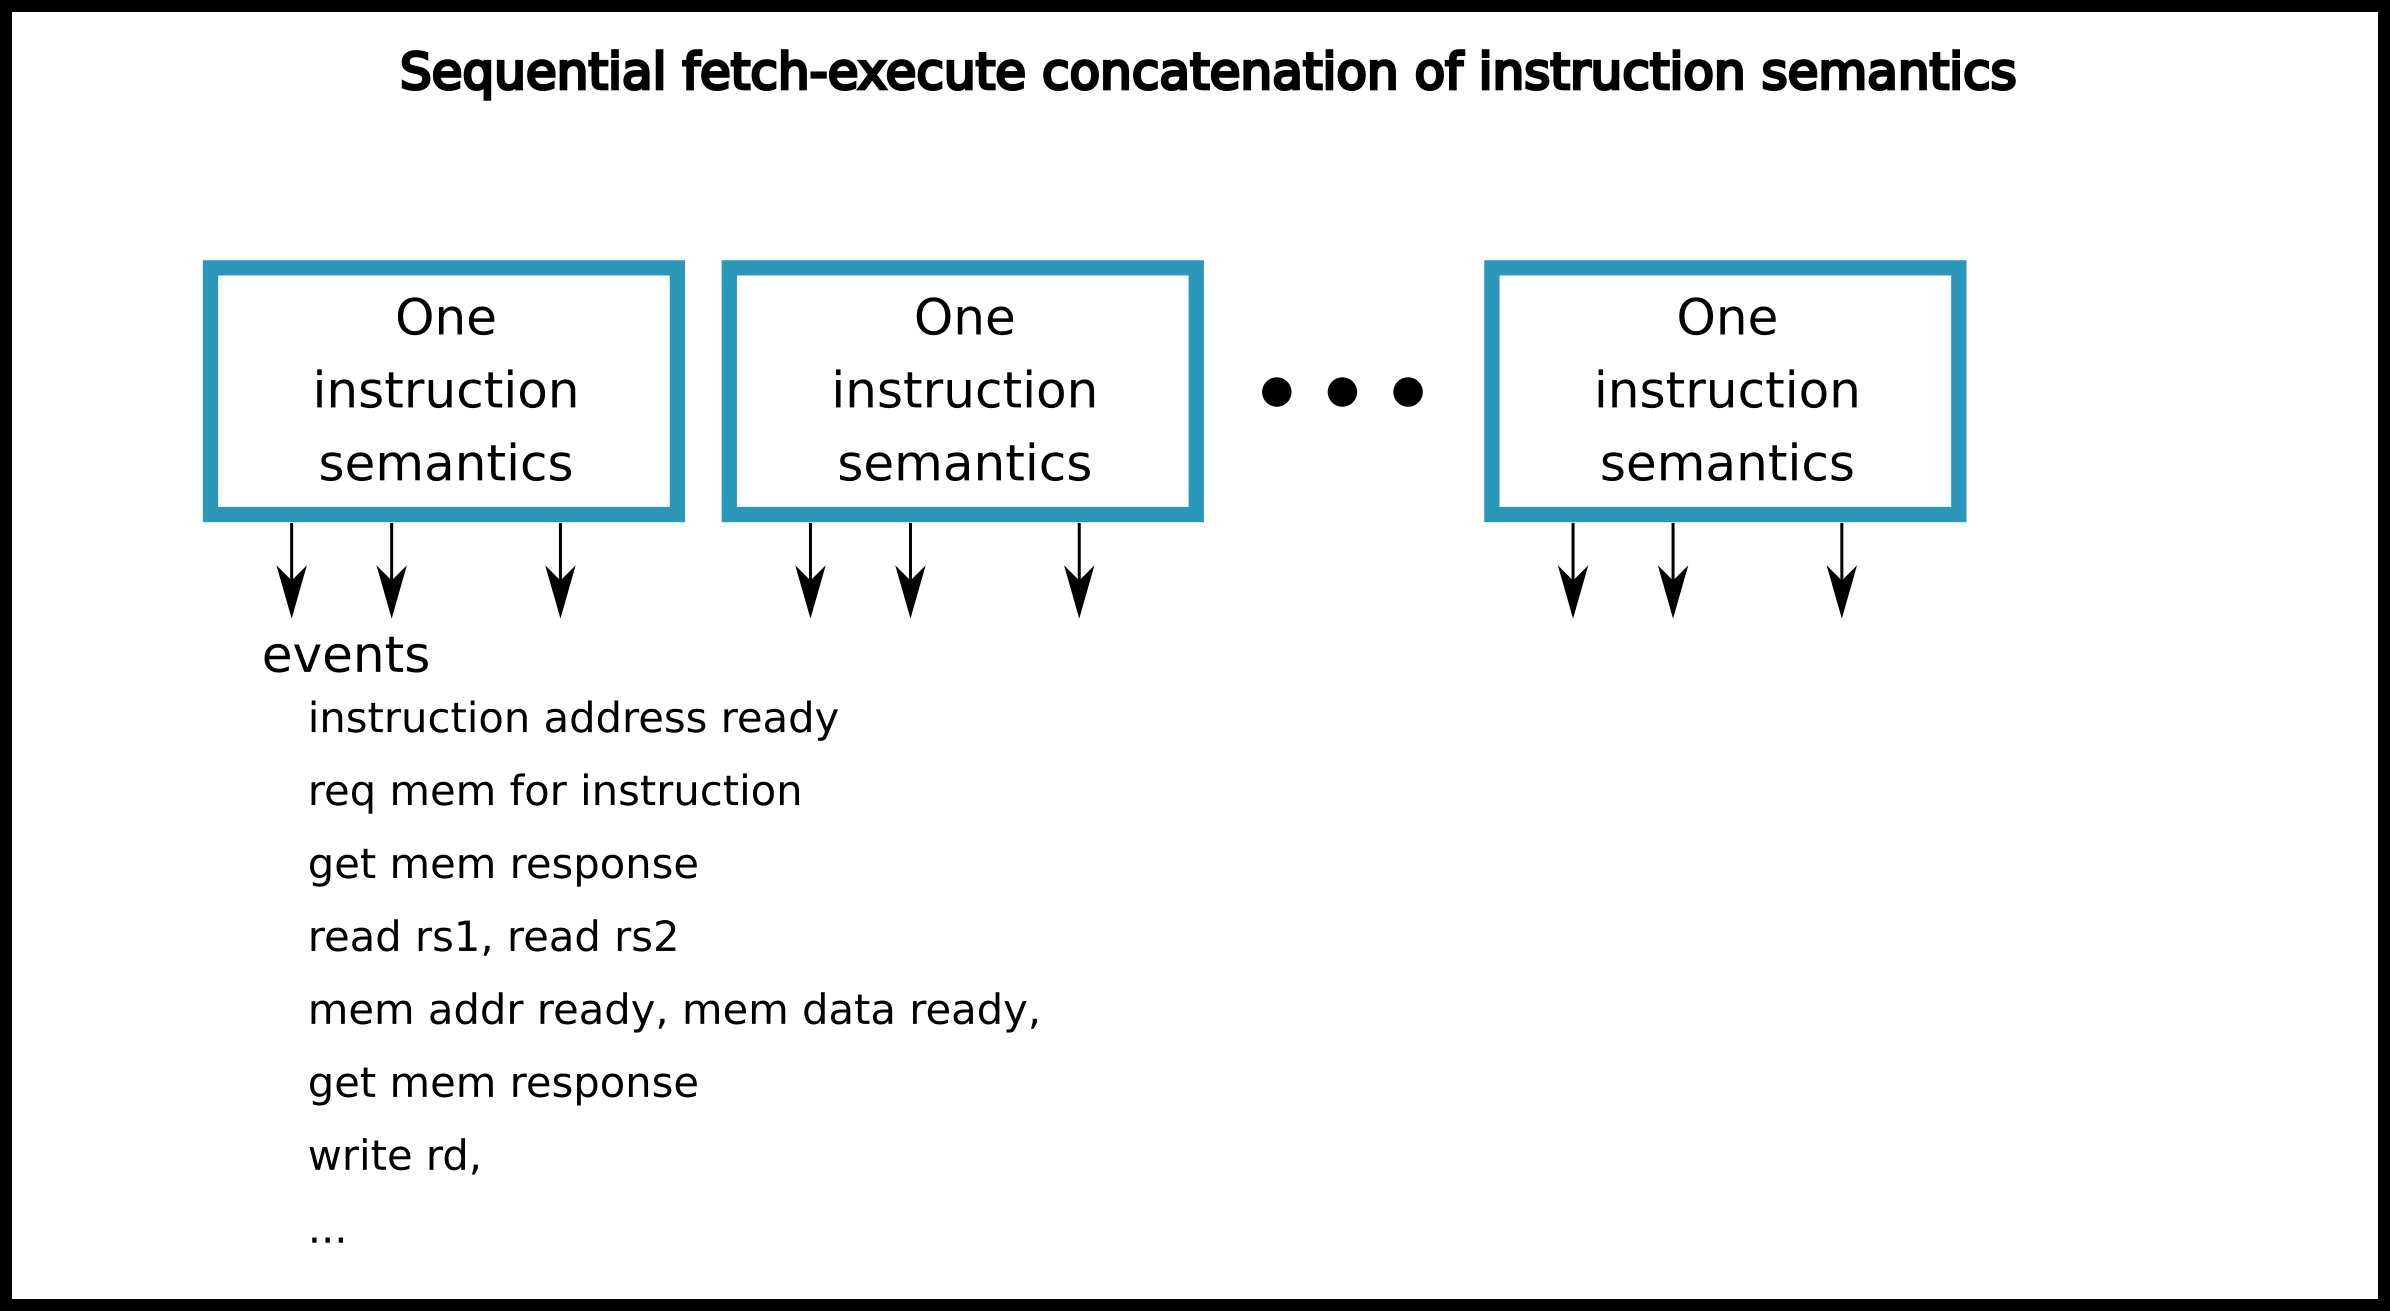 Sequential fetch-execute concatenation of instruction semantics
One
instruction
semantics
One
instruction
semantics
One
instruction
semantics
events
instruction address ready
req mem for instruction
get mem response
read rs1, read rs2
mem addr ready, mem data ready,
get mem response
write rd,
...